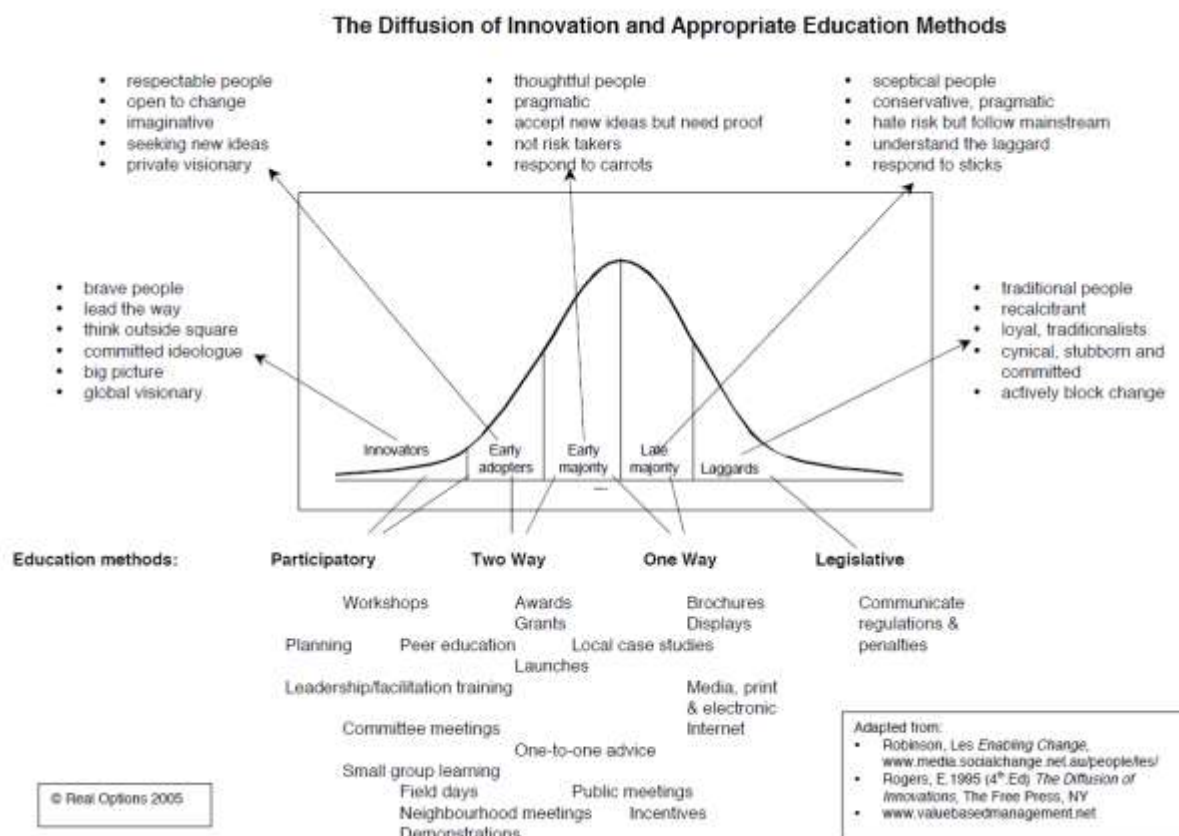 The Diffusion of Innovation and Appropriate Education Methods
• respectable people
• open to change
• imaginative
• seeking new ideas
• private visionary
• thoughtful people
• pragmatic
• accept new ideas but need proof
• not risk takers
• respond to carrots
• sceptical people
• conservative, pragmatic
• hate risk but follow mainstream
• understand the laggard
• respond to sticks
• brave people
• lead the way
• think outside square
• committed ideologue
• big picture
• global visionary
• traditional people
• recalcitrant
• loyal, traditionalists
• cynical, stubborn and
committed
• actively block change
Innovators
Early
adopters
Early
majority
Late
majority
Laggards
Education methods: Participatory Two Way One Way Legislative
Workshops Awards Brochures Communicate
Grants Displays regulations &
Planning Peer education Local case studies penalties
Launches
Leadership/facilitation training Media, print
& electronic
Committee meetings Internet
One-to-one advice
Small group learning
Field days Public meetings
Neighbourhood meetings Incentives
Demonstrations
© Real Options 2005
Adapted from:
• Robinson, Les Enabling Change,
www.media.socialchange.net.au/people/les/
• Rogers, E.1995 (4th Ed) The Diffusion of
Innovations, The Free Press, NY
• www.valuebasedmanagement.net